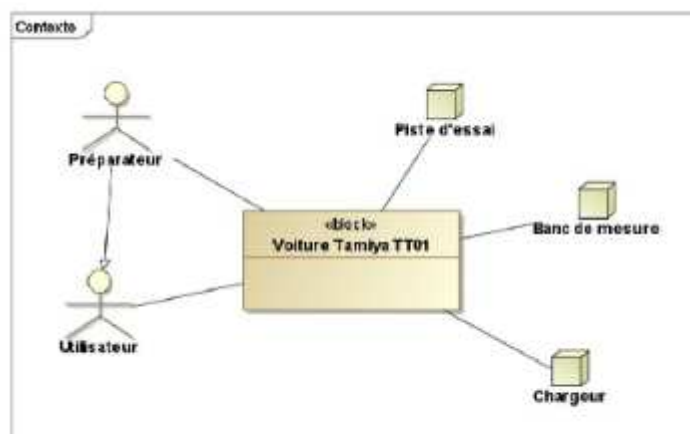 Contexte
Préparateur
Piste d'essai
«block»
Voiture Tamiya TT01
Banc de mesure
Utilisateur
Chargeur